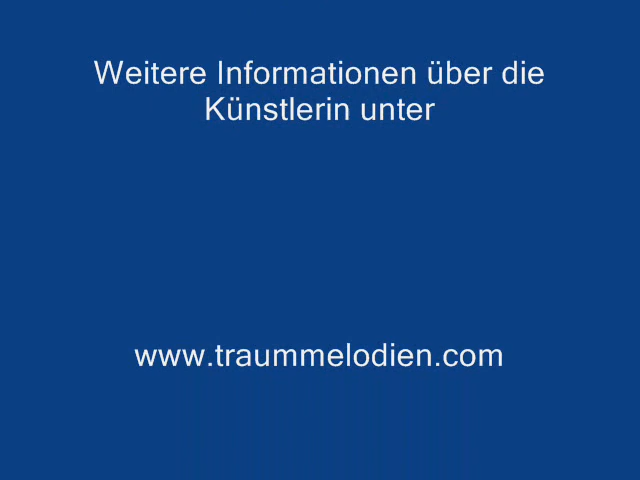 Weitere Informationen über die
Künstlerin unter
www.traummelodien.com